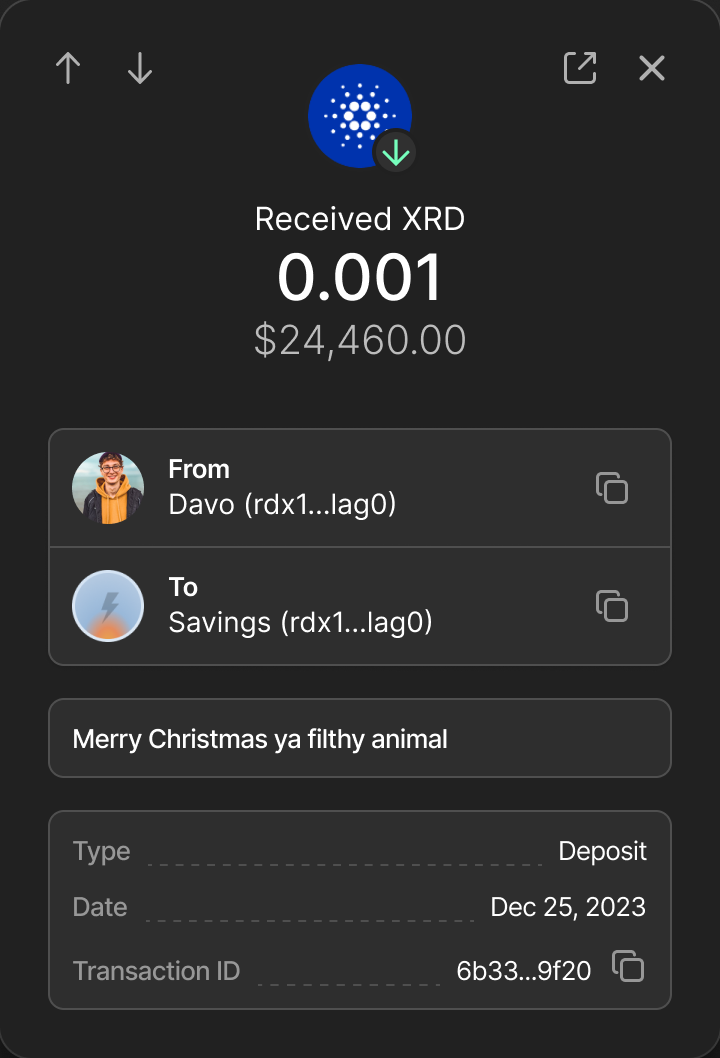 Received XRD
0.001
$24,460.00
From
Davo (rdx1...lag0)
To
Savings (rdx1...lag0)
Merry Christmas ya filthy animal
Type Deposit
Date Dec 25, 2023
Transaction ID 6b33...9f20